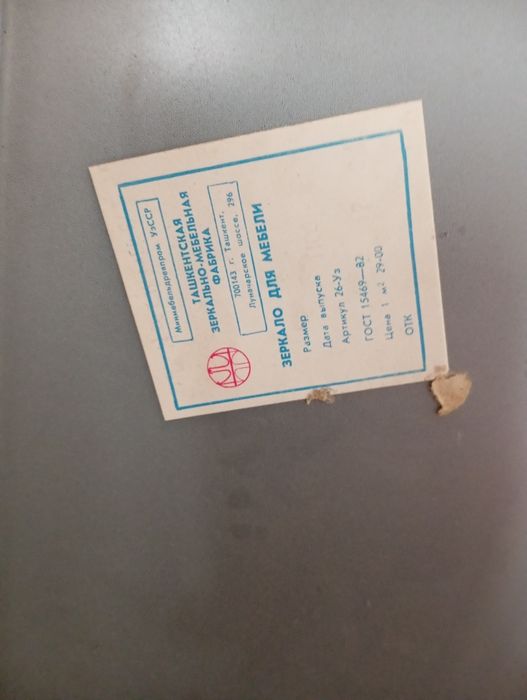 Минмебельдревпром УзССР
ТАШКЕНТСКАЯ
ЗЕРКАЛЬНО-МЕБЕЛЬНАЯ
ФАБРИКА
700143 г. Ташкент,
Луначарское шоссе, 296
ЗЕРКАЛО ДЛЯ МЕБЕЛИ
Размер
Дата выпуска
Артикул 26-Уз
ГОСТ 15469—82
Цена 1 м2 29-00
ОТК